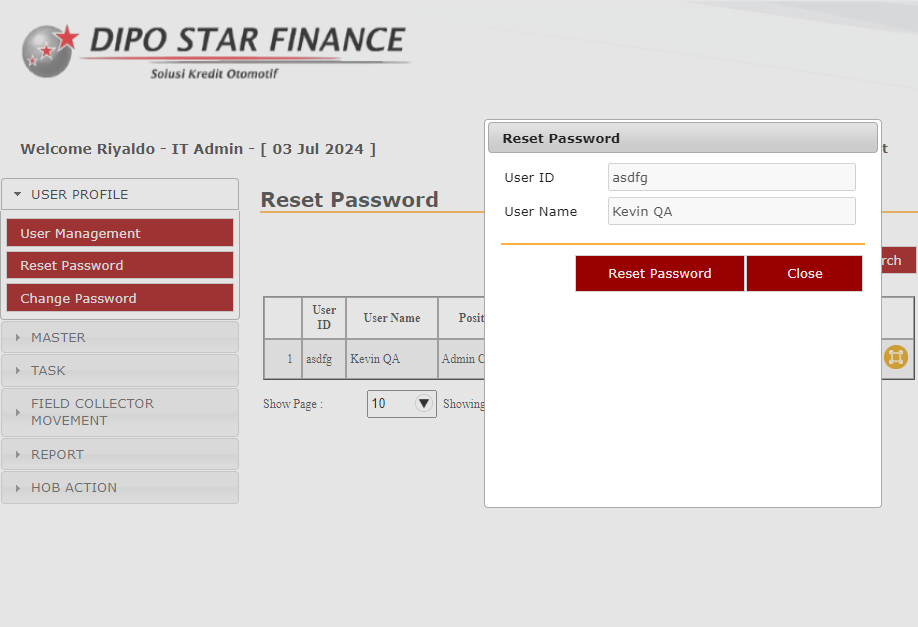 DIPO STAR FINANCE
Solusi Kredit Otomotif
Welcome Riyaldo - IT Admin - [ 03 Jul 2024 ]
USER PROFILE
User Management
Reset Password
Change Password
MASTER
TASK
FIELD COLLECTOR
MOVEMENT
REPORT
HOB ACTION
Reset Password
User
ID
User Name
1
asdfg
Kevin QA
Admin
Show Page :
10
Showing
Reset Password
User ID
asdfg
User Name
Kevin QA
Reset Password
Close